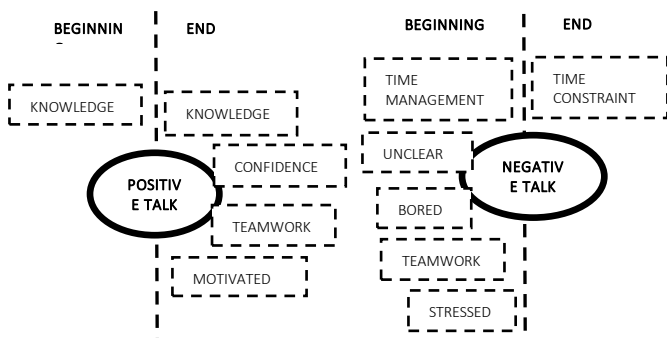 BEGINNIN
END
KNOWLEDGE
KNOWLEDGE
CONFIDENCE
POSITIV
E TALK
TEAMWORK
MOTIVATED
BEGINNING
END
TIME
MANAGEMENT
TIME
CONSTRAINT
UNCLEAR
NEGATIV
E TALK
BORED
TEAMWORK
STRESSED